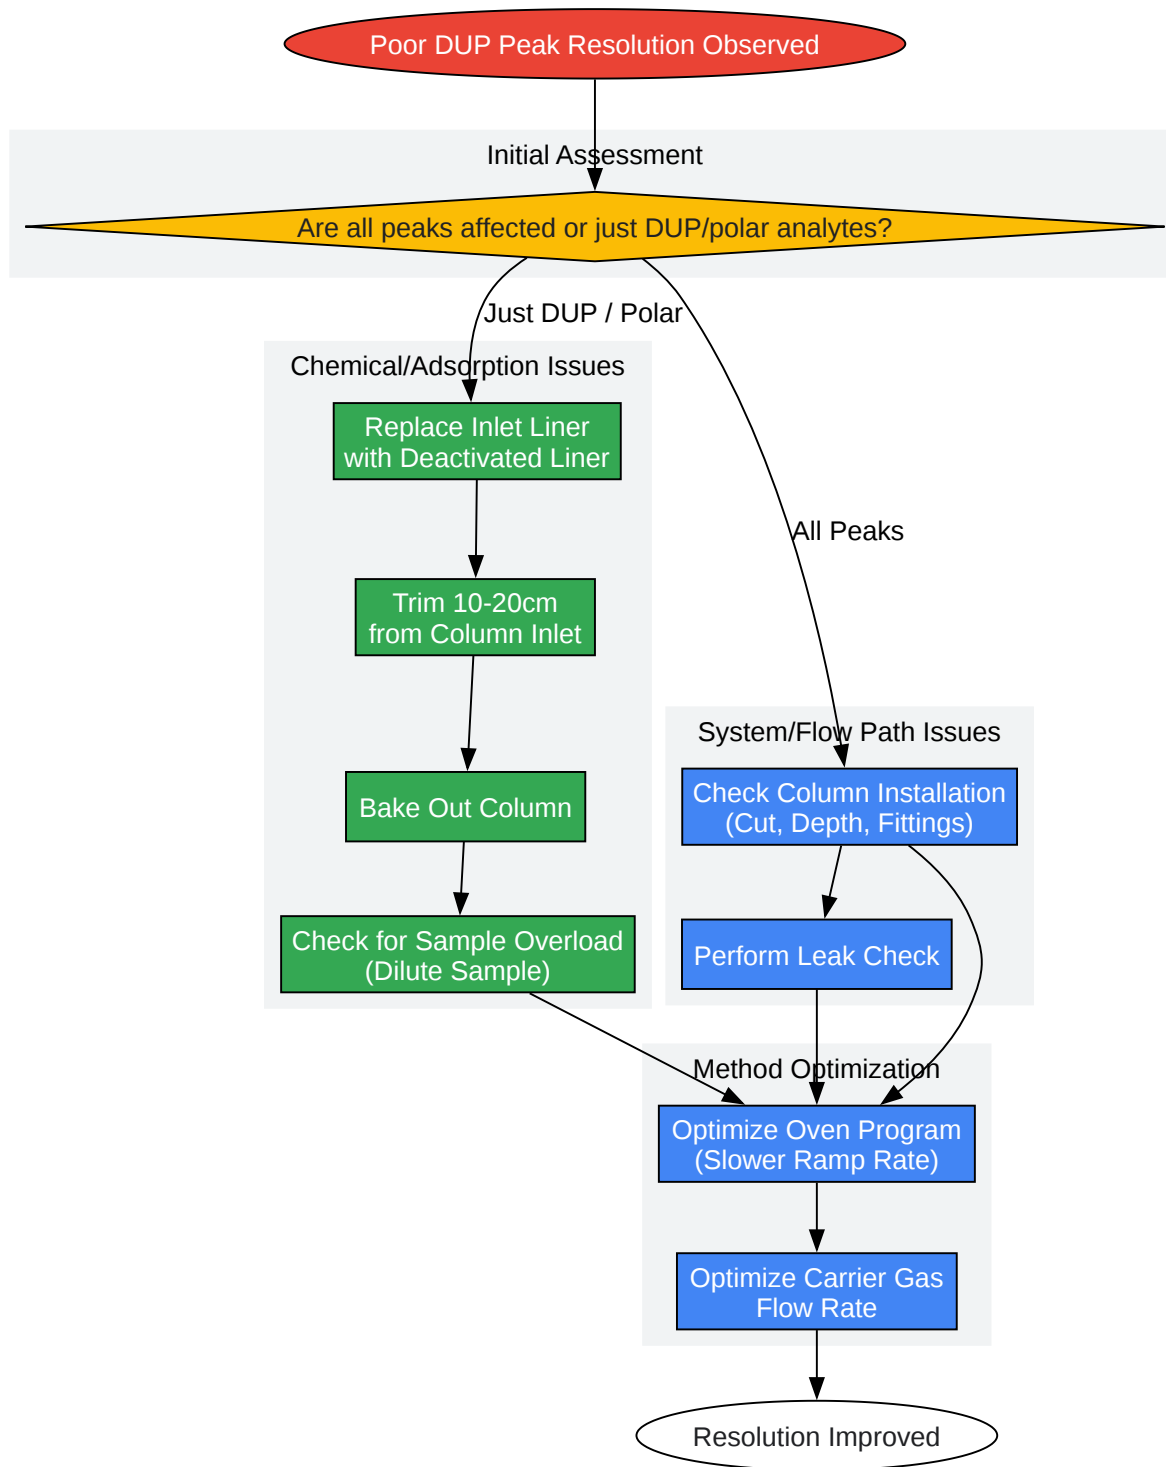 Poor DUP Peak Resolution Observed
Initial Assessment
Are all peaks affected or just DUP/polar analytes?
Just DUP / Polar
Chemical/Adsorption Issues
Replace Inlet Liner
with Deactivated Liner
All Peaks
Trim 10-20cm
from Column Inlet
System/Flow Path Issues
Bake Out Column
Check Column Installation
(Cut, Depth, Fittings)
Check for Sample Overload
(Dilute Sample)
Perform Leak Check
Method Optimization
Optimize Oven Program
(Slower Ramp Rate)
Optimize Carrier Gas
Flow Rate
Resolution Improved